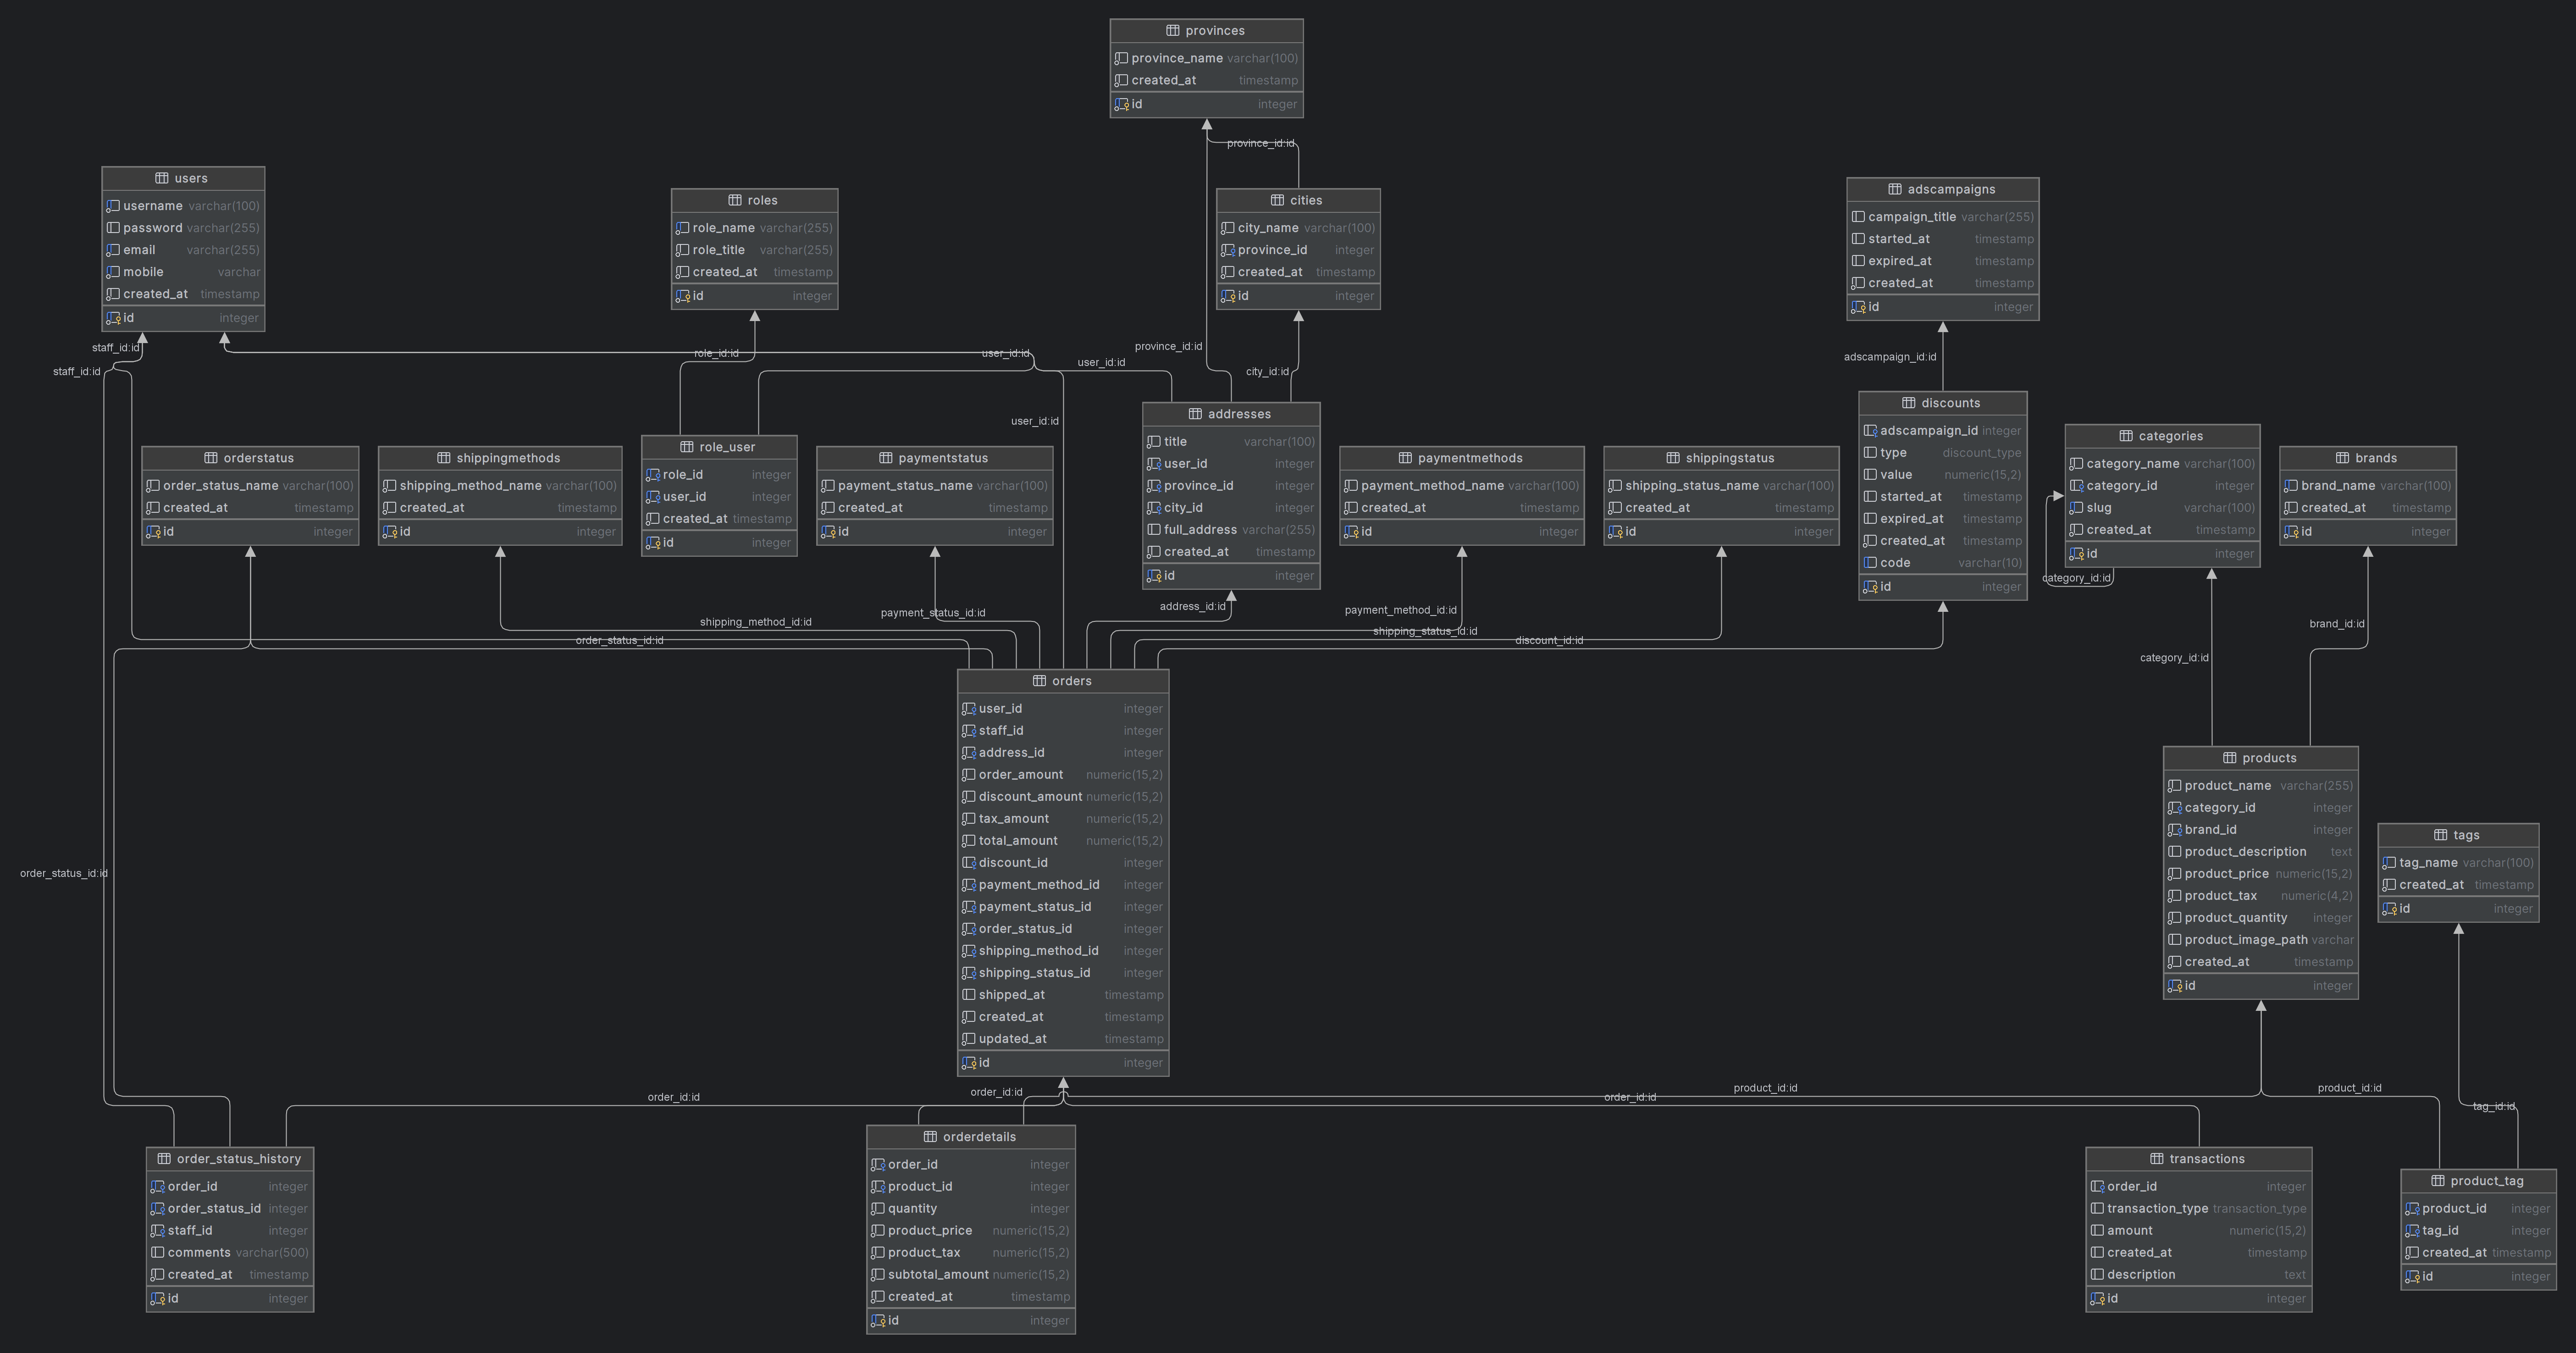 provinces
province_name varchar(100)
created_at timestamp
id integer
province_id:id
users
username varchar(100)
password varchar(255)
email varchar(255)
mobile varchar
created_at timestamp
id integer
roles
role_name varchar(255)
role_title varchar(255)
created_at timestamp
id integer
cities
city_name varchar(100)
province_id integer
created_at timestamp
id integer
adscampaigns
campaign_title varchar(255)
started_at timestamp
expired_at timestamp
created_at timestamp
id integer
staff_id:id
staff_id:id
role_id:id
user_id:id
user_id:id
province_id:id
city_id:id
adscampaign_id:id
user_id:id
orderstatus
order_status_name varchar(100)
created_at timestamp
id integer
shippingmethods
shipping_method_name varchar(100)
created_at timestamp
id integer
role_user
role_id integer
user_id integer
created_at timestamp
id integer
paymentstatus
payment_status_name varchar(100)
created_at timestamp
id integer
addresses
title varchar(100)
user_id integer
province_id integer
city_id integer
full_address varchar(255)
created_at timestamp
id integer
paymentmethods
payment_method_name varchar(100)
created_at timestamp
id integer
shippingstatus
shipping_status_name varchar(100)
created_at timestamp
id integer
discounts
adscampaign_id integer
type discount_type
value numeric(15,2)
started_at timestamp
expired_at timestamp
created_at timestamp
code varchar(10)
id integer
categories
category_name varchar(100)
category_id integer
slug varchar(100)
created_at timestamp
id integer
category_id:id
brands
brand_name varchar(100)
created_at timestamp
id integer
order_status_id:id
shipping_method_id:id
payment_status_id:id
address_id:id
payment_method_id:id
shipping_status_id:id
discount_id:id
category_id:id
brand_id:id
orders
user_id integer
staff_id integer
address_id integer
order_amount numeric(15,2)
discount_amount numeric(15,2)
tax_amount numeric(15,2)
total_amount numeric(15,2)
discount_id integer
payment_method_id integer
payment_status_id integer
order_status_id integer
shipping_method_id integer
shipping_status_id integer
shipped_at timestamp
created_at timestamp
updated_at timestamp
id integer
products
product_name varchar(255)
category_id integer
brand_id integer
product_description text
product_price numeric(15,2)
product_tax numeric(4,2)
product_quantity integer
product_image_path varchar
created_at timestamp
id integer
tags
tag_name varchar(100)
created_at timestamp
id integer
order_status_id:id
order_id:id
order_id:id
order_id:id
product_id:id
product_id:id
tag_id:id
order_status_history
order_id integer
order_status_id integer
staff_id integer
comments varchar(500)
created_at timestamp
id integer
orderdetails
order_id integer
product_id integer
quantity integer
product_price numeric(15,2)
product_tax numeric(15,2)
subtotal_amount numeric(15,2)
created_at timestamp
id integer
transactions
order_id integer
transaction_type transaction_type
amount numeric(15,2)
created_at timestamp
description text
id integer
product_tag
product_id integer
tag_id integer
created_at timestamp
id integer